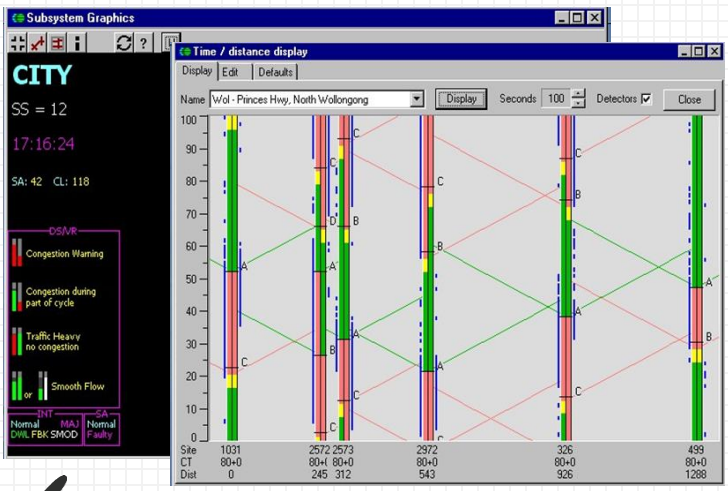 Subsystem Graphics
CITY
SS = 12
17:16:24
SA: 42 CL: 118
DS/VR
Congestion Warning
Congestion during
part of cycle
Traffic Heavy
no congestion
or Smooth Flow
INT SA
Normal MAJ Normal
DWL FBK SMOD Faulty
Time / distance display
Display Edit Defaults
Name Wol - Princes Hwy, North Wollongong Display Seconds 100 Detectors Close
100
90
80
70
60
50
40
30
20
10
0
C
D
A
B
C
C
B
A
C
C
B
A
C
C
B
A
C
A
B
Site 1031 2572 2573 2972 326 499
CT 80+0 80+( 80+0 80+0 80+0 80+0
Dist 0 245 312 543 926 1288